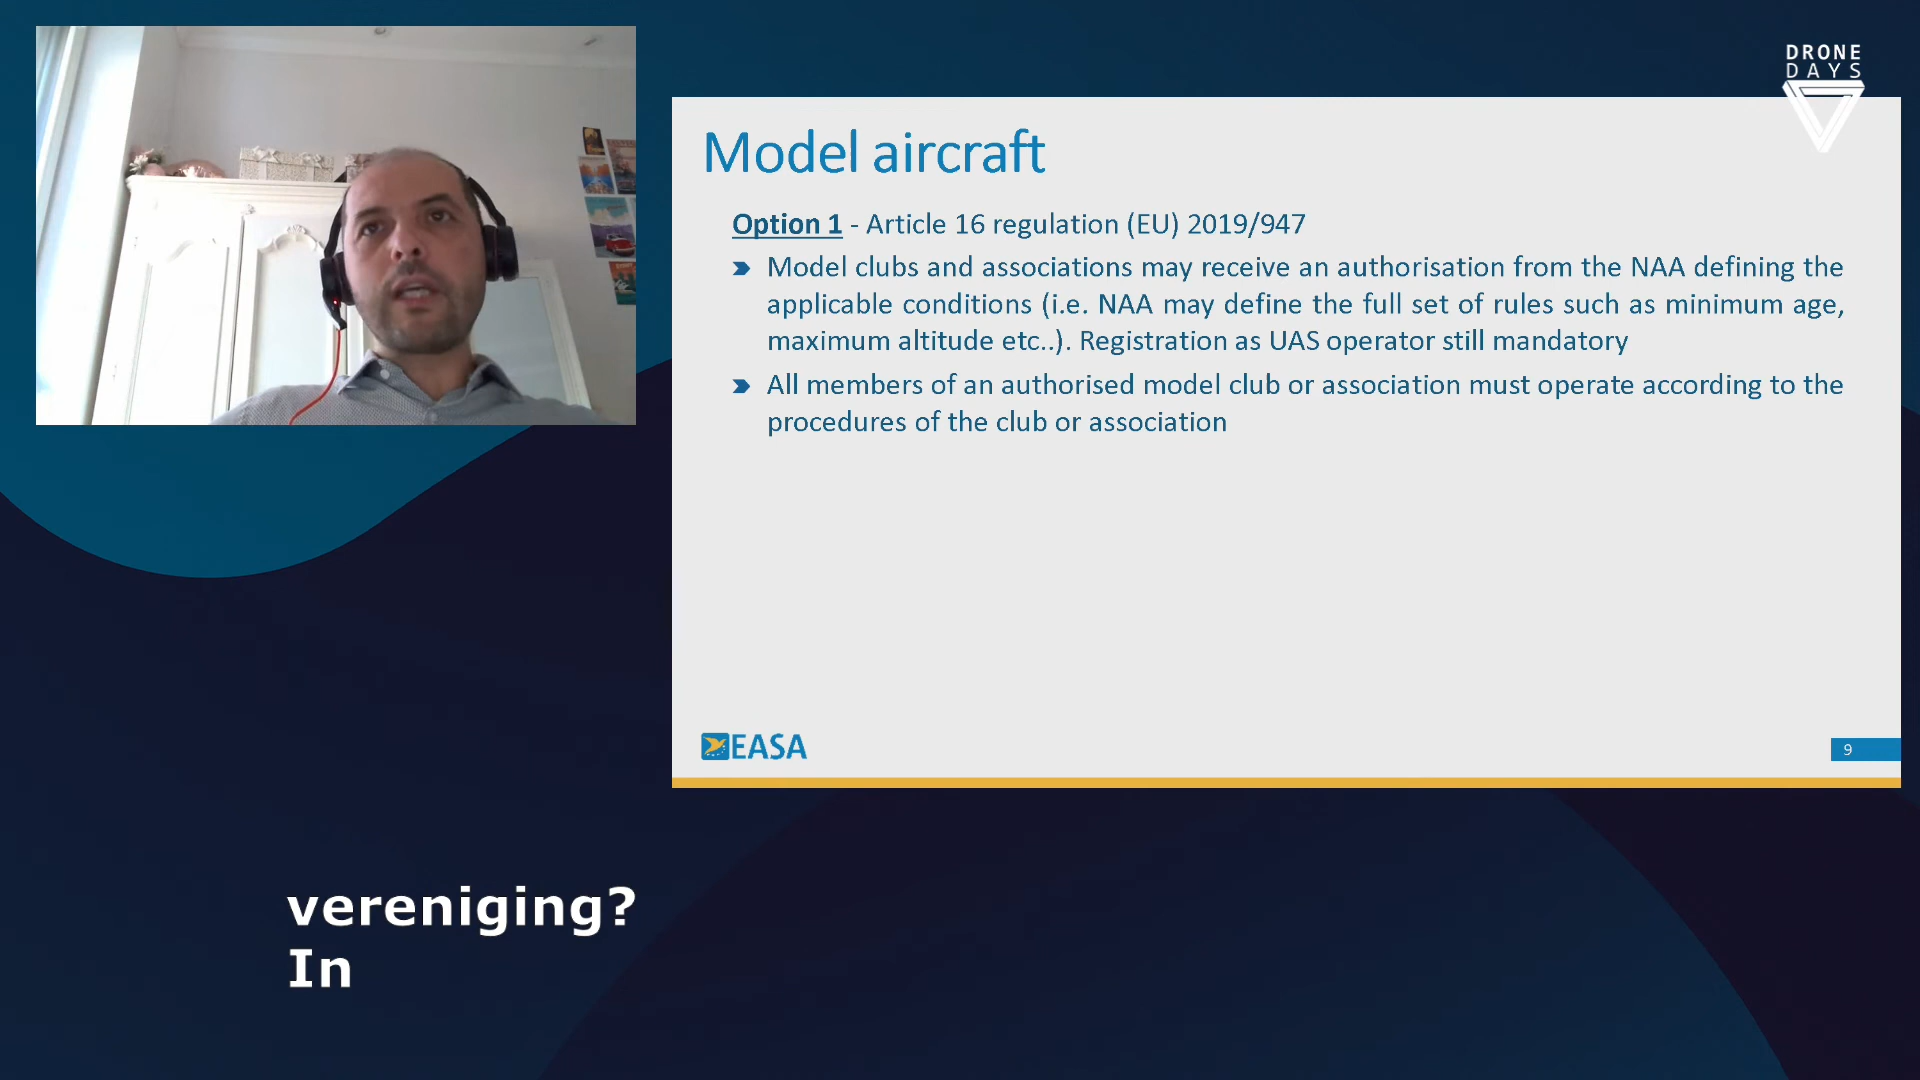 DRONE
DAYS
Model aircraft
Option 1 - Article 16 regulation (EU) 2019/947
Model clubs and associations may receive an authorisation from the NAA defining the
applicable conditions (i.e. NAA may define the full set of rules such as minimum age,
maximum altitude etc..). Registration as UAS operator still mandatory
All members of an authorised model club or association must operate according to the
procedures of the club or association
EASA
9
vereniging?
In